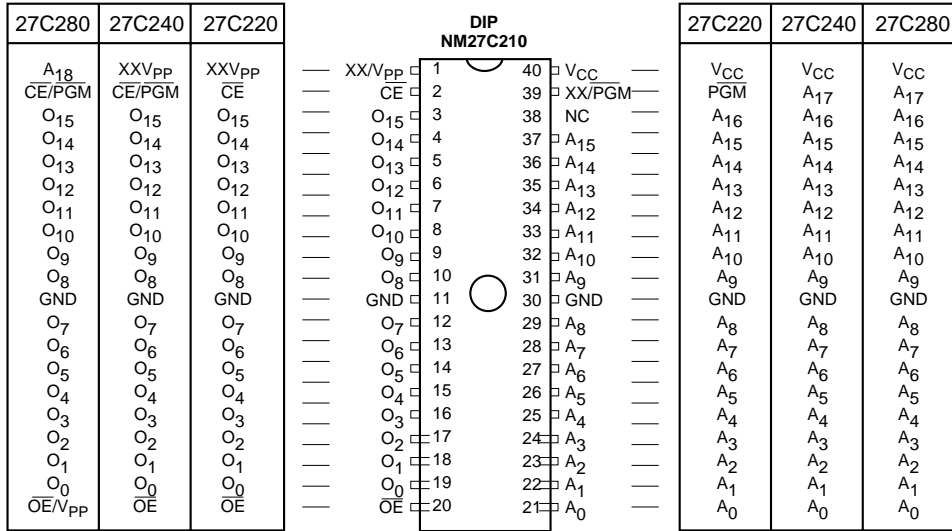 27C280 27C240 27C220 DIP 27C220 27C240 27C280
NM27C210
A18 XXVPP XXVPP XX/VPP 1 40 VCC VCC VCC VCC
CE/PGM CE/PGM CE CE 2 39 XX/PGM PGM A17 A17
O15 O15 O15 O15 3 38 NC A16 A16 A16
O14 O14 O14 O14 4 37 A15 A15 A15 A15
O13 O13 O13 O13 5 36 A14 A14 A14 A14
O12 O12 O12 O12 6 35 A13 A13 A13 A13
O11 O11 O11 O11 7 34 A12 A12 A12 A12
O10 O10 O10 O10 8 33 A11 A11 A11 A11
O9 O9 O9 O9 9 32 A10 A10 A10 A10
O8 O8 O8 O8 10 31 A9 A9 A9 A9
GND GND GND GND 11 30 GND GND GND GND
O7 O7 O7 O7 12 29 A8 A8 A8 A8
O6 O6 O6 O6 13 28 A7 A7 A7 A7
O5 O5 O5 O5 14 27 A6 A6 A6 A6
O4 O4 O4 O4 15 26 A5 A5 A5 A5
O3 O3 O3 O3 16 25 A4 A4 A4 A4
O2 O2 O2 O2 17 24 A3 A3 A3 A3
O1 O1 O1 O1 18 23 A2 A2 A2 A2
O0 O0 O0 O0 19 22 A1 A1 A1 A1
OE/VPP OE OE OE 20 21 A0 A0 A0 A0